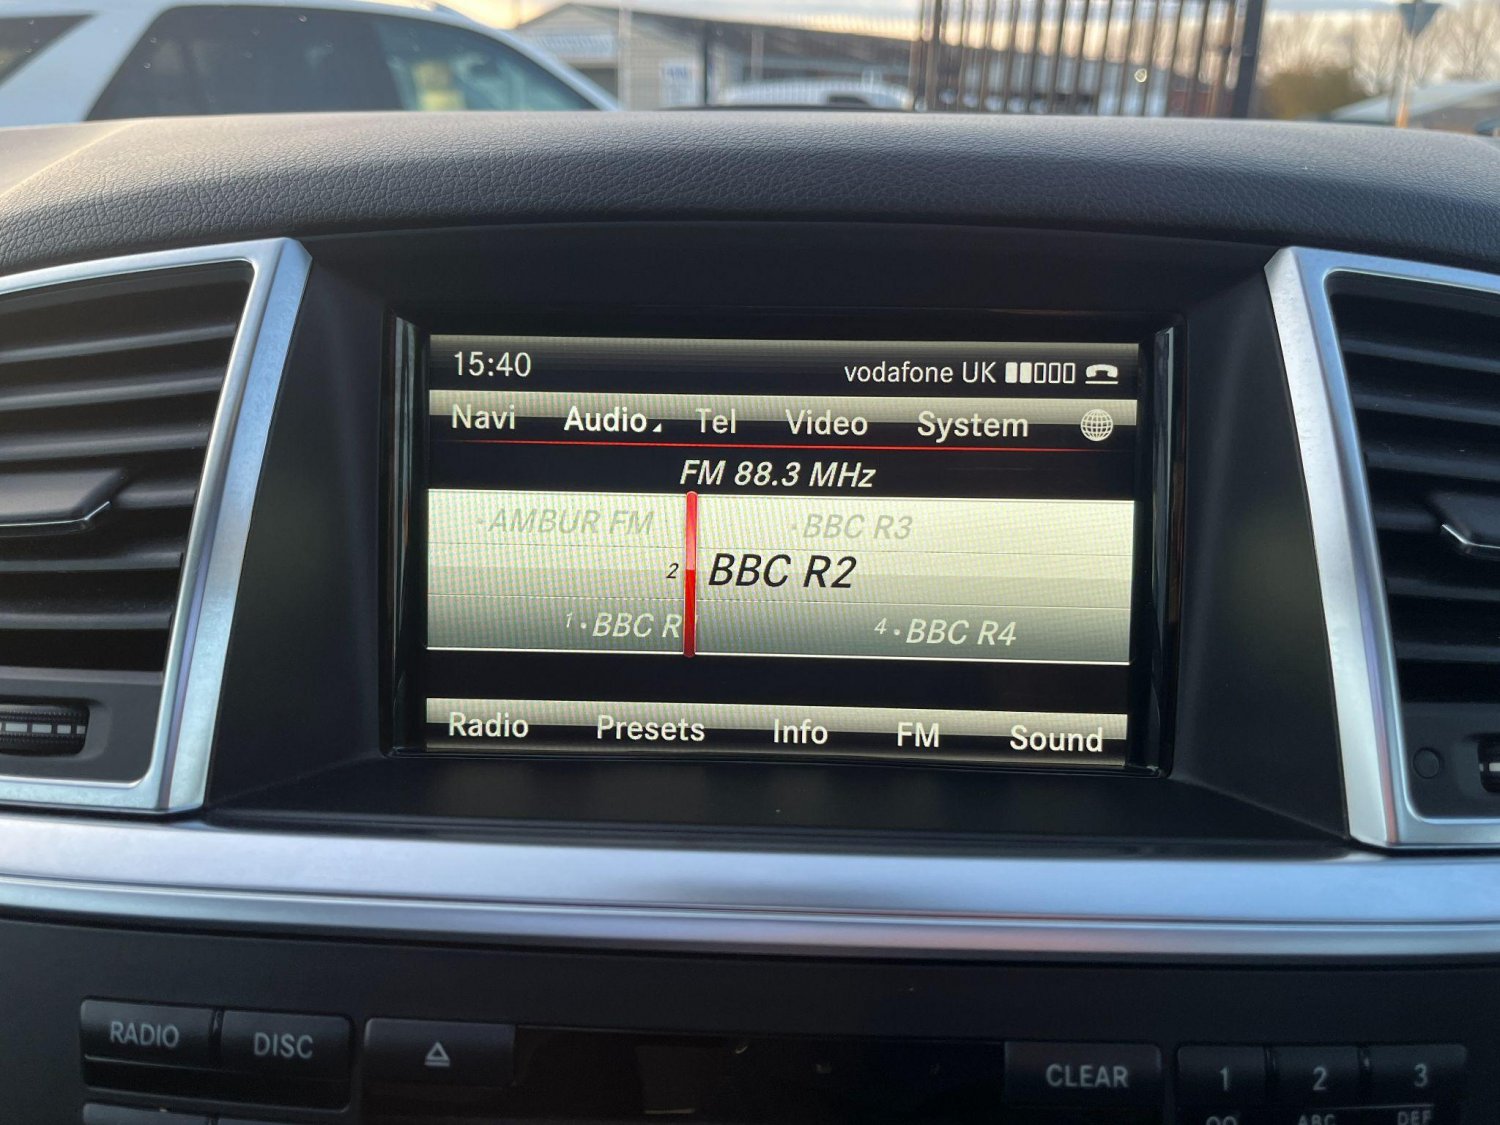 15:40 vodafone UK
Navi Audio Tel Video System
FM 88.3 MHz
AMBUR FM BBC R3
2 BBC R2
1 • BBC R 4 • BBC R4
Radio Presets Info FM Sound
RADIO DISC CLEAR 1 2 3
ABC DEF